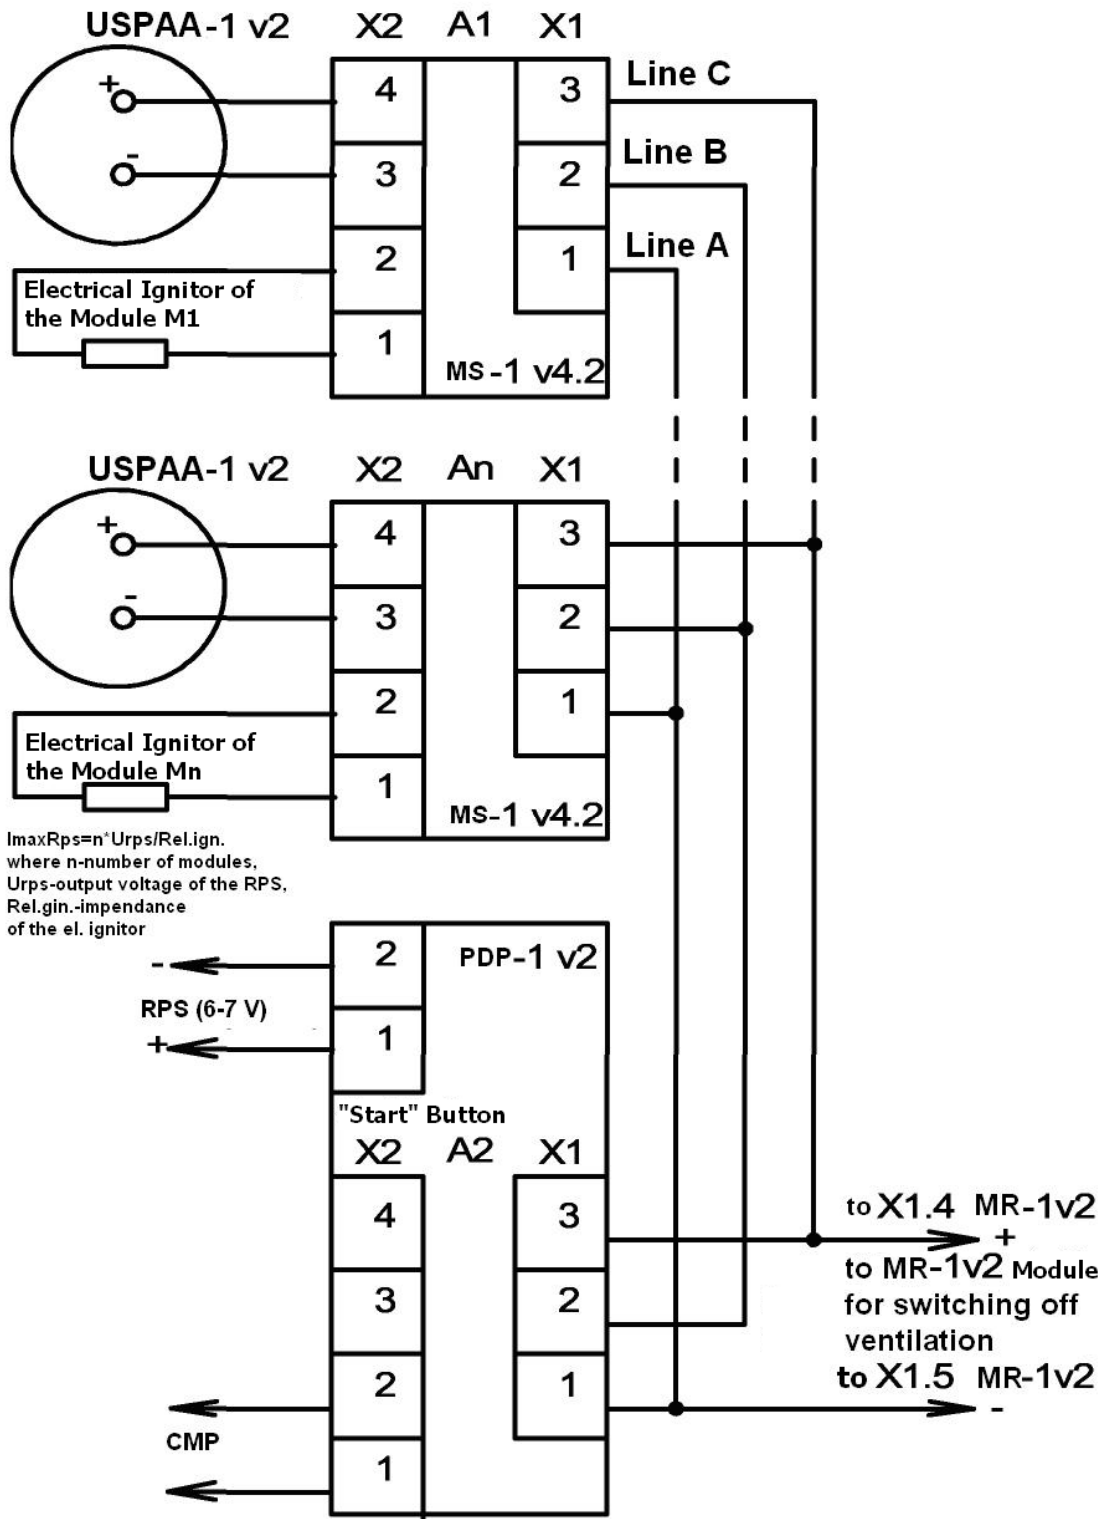 USPAA-1 v2 X2 A1 X1
+
4
3
Line C
-
3
2
Line B
2
1
Line A
Electrical Ignitor of
the Module M1
1
MS-1 v4.2
USPAA-1 v2 X2 An X1
+
4
3
-
3
2
2
1
Electrical Ignitor of
the Module Mn
1
MS-1 v4.2
ImaxRps=n*Urps/Rel.ign.
where n-number of modules,
Urps-output voltage of the RPS,
Rel.gin.-impendance
of the el. ignitor
- 2 PDP-1 v2
RPS (6-7 V)
+ 1
"Start" Button
X2 A2 X1
4
3
to X1.4 MR-1v2
+
3
2
to MR-1v2 Module
for switching off
ventilation
2
1
to X1.5 MR-1v2
-
CMP
1